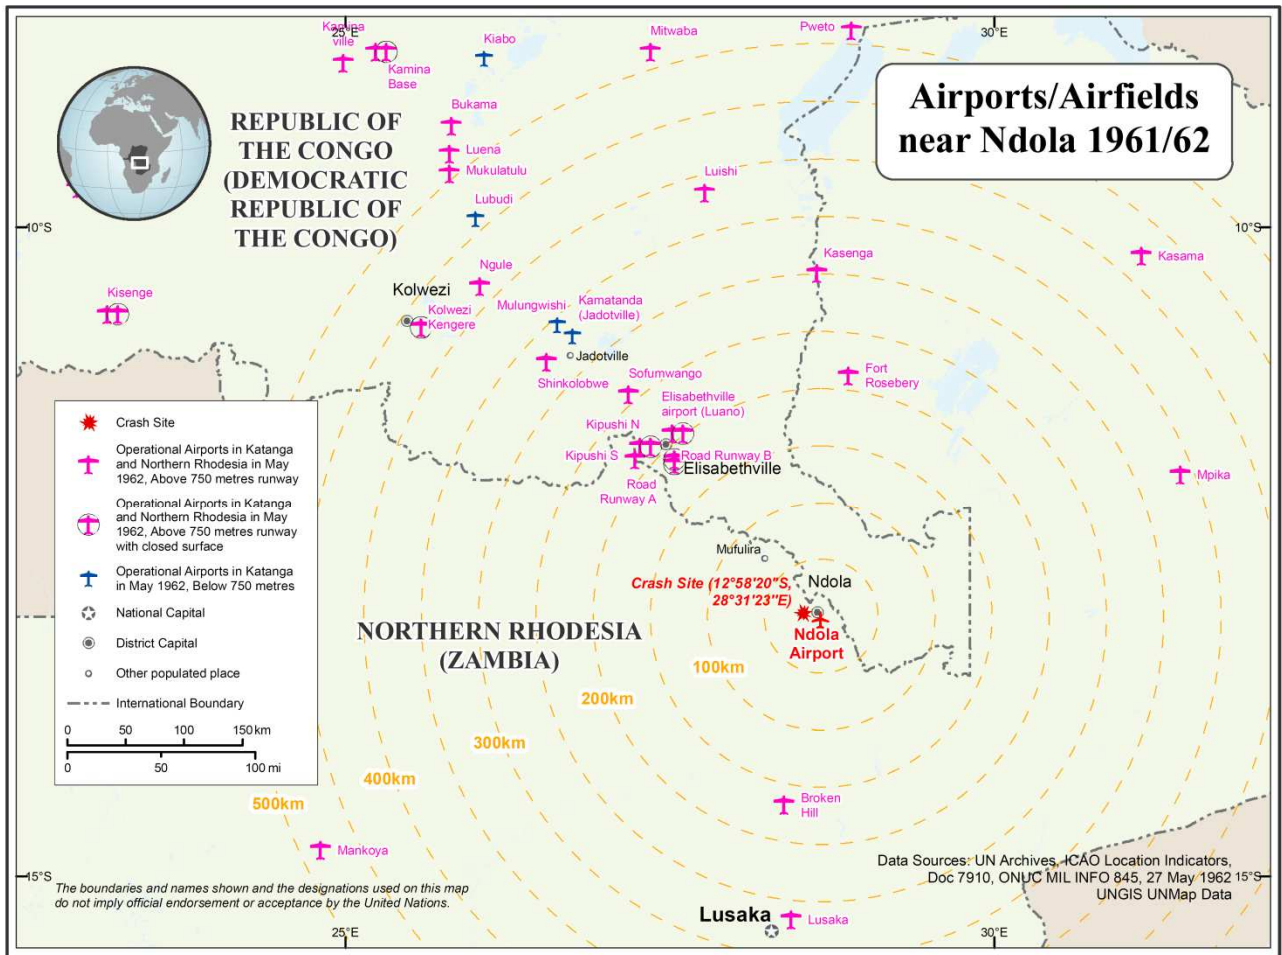 Airports/Airfields
near Ndola 1961/62
25°E
30°E
Kamina
ville
Kamina
Base
Kiabo
Mitwaba
Pweto
REPUBLIC OF
THE CONGO
(DEMOCRATIC
REPUBLIC OF
THE CONGO)
Bukama
Luena
Mukulatulu
Luishi
Lubudi
10°S
10°S
Kasenga
Kasama
Ngule
Kisenge
Kolwezi
Kolwezi
Kengere
Mulungwishi
Kamatanda
(Jadotville)
Jadotville
Shinkolobwe
Sofumwango
Fort
Rosebery
Elisabethville
airport (Luano)
Kipushi N
Kipushi S
Road Runway B
Elisabethville
Road
Runway A
Mpika
Mufulira
Crash Site (12°58'20"S,
28°31'23"E)
Ndola
Ndola
Airport
NORTHERN RHODESIA
(ZAMBIA)
100km
200km
300km
400km
500km
Broken
Hill
Mankoya
Lusaka
Lusaka
Crash Site
Operational Airports in Katanga
and Northern Rhodesia in May
1962, Above 750 metres runway
Operational Airports in Katanga
and Northern Rhodesia in May
1962, Above 750 metres runway
with closed surface
Operational Airports in Katanga
in May 1962, Below 750 metres
National Capital
District Capital
Other populated place
International Boundary
0 50 100 150 km
0 50 100 mi
15°S
15°S
The boundaries and names shown and the designations used on this map
do not imply official endorsement or acceptance by the United Nations.
Data Sources: UN Archives, ICAO Location Indicators,
Doc 7910, ONUC MIL INFO 845, 27 May 1962
UNGIS UNMap Data
25°E
30°E